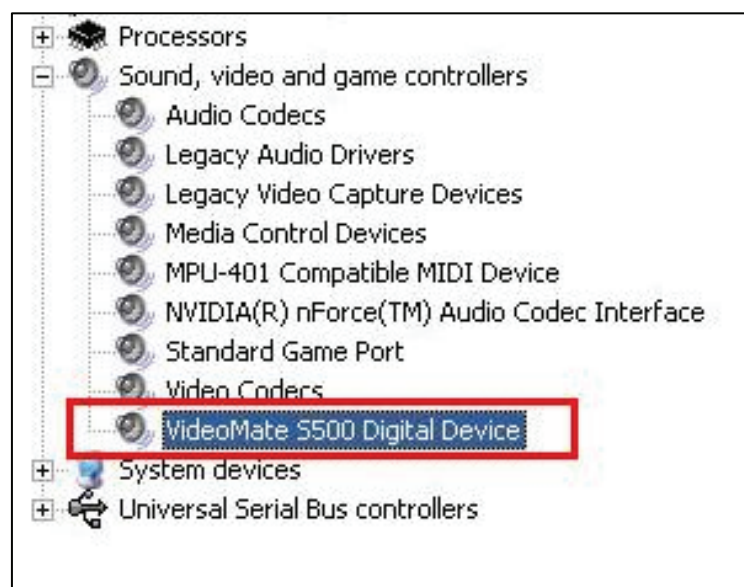 Processors
Sound, video and game controllers
Audio Codecs
Legacy Audio Drivers
Legacy Video Capture Devices
Media Control Devices
MPU-401 Compatible MIDI Device
NVIDIA(R) nForce(TM) Audio Codec Interface
Standard Game Port
Video Codecs
VideoMate S500 Digital Device
System devices
Universal Serial Bus controllers